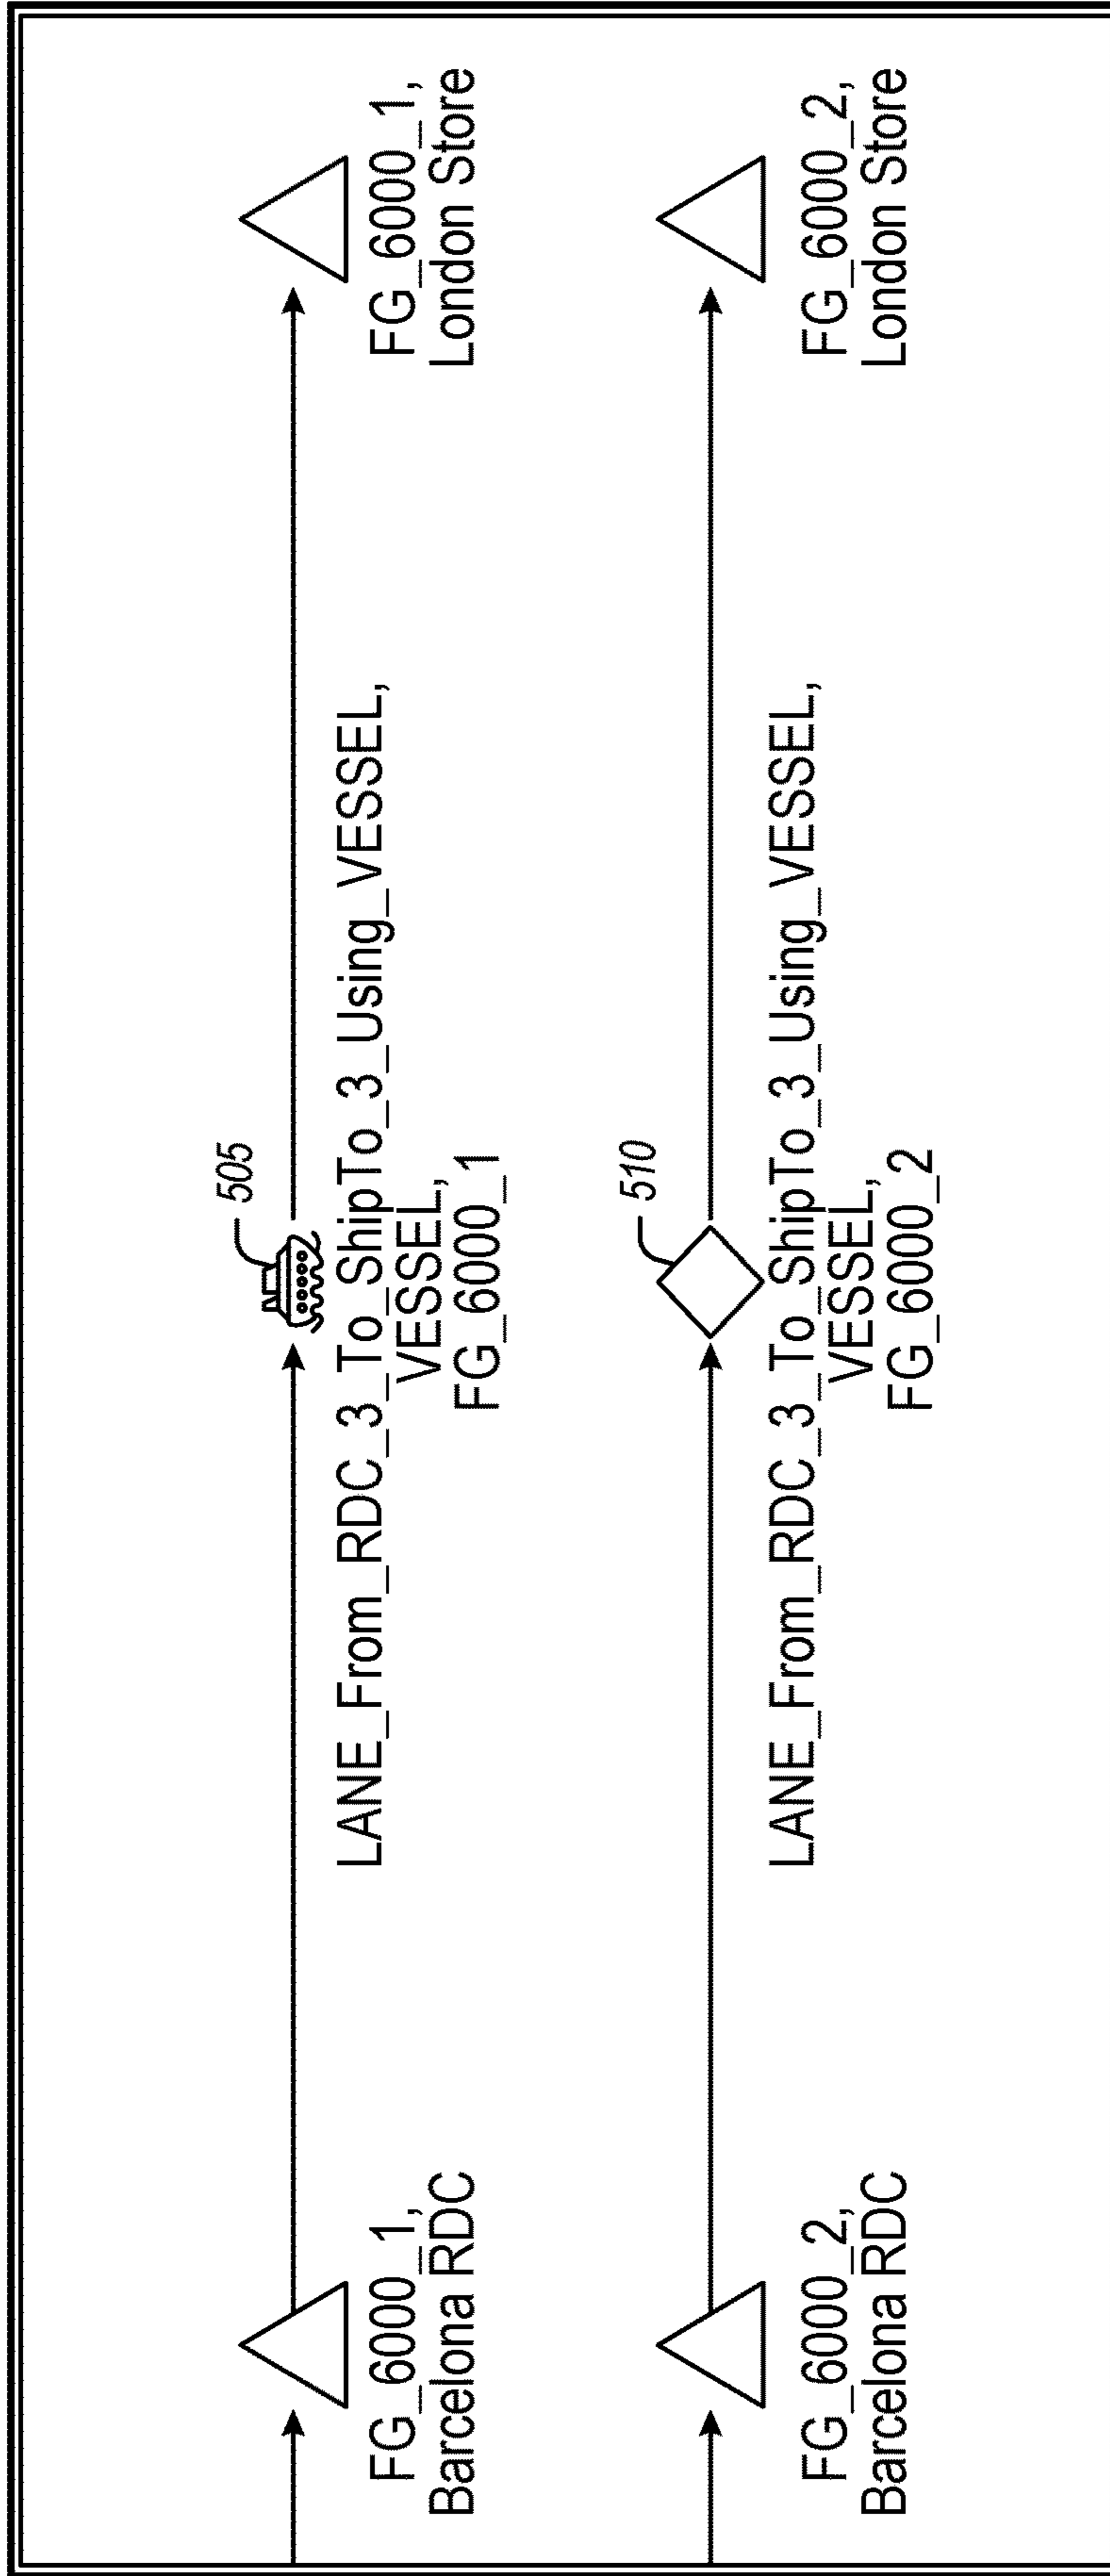 505
FG_6000_1,
Barcelona RDC
LANE_From_RDC_3_To_ShipTo_3_Using_VESSEL,
VESSEL,
FG_6000_1
FG_6000_1,
London Store
510
FG_6000_2,
Barcelona RDC
LANE_From_RDC_3_To_ShipTo_3_Using_VESSEL,
VESSEL,
FG_6000_2
FG_6000_2,
London Store